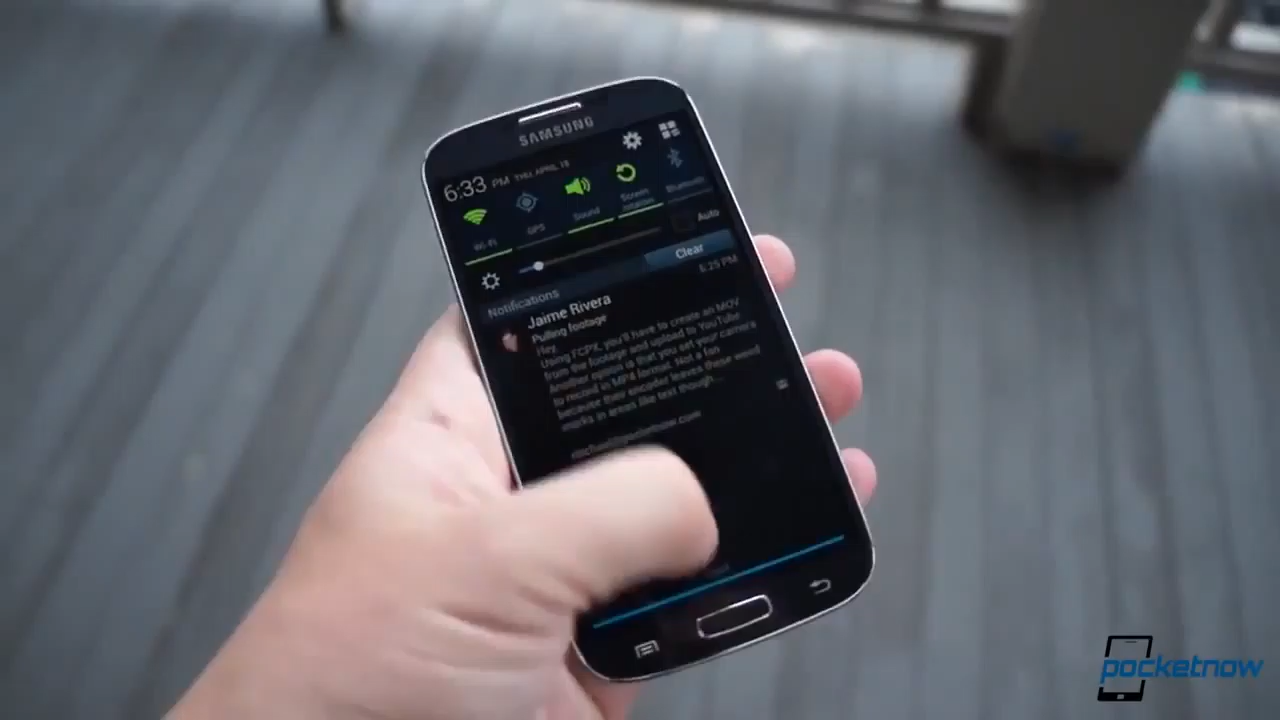 SAMSUNG
6:33 PM THU, APRIL 18
Wi-Fi
GPS
Sound
Screen rotation
Bluetooth
Auto
Clear
Notifications
6:25 PM
Jaime Rivera
Pulling footage
Hey
Using FCPX, you'll have to create an MOV
from the footage and upload to YouTube
Another option is that you set your camera
to record in MP4 format. Not a fan
because their encoder leaves these weird
marks in areas like text though...
pocketnow